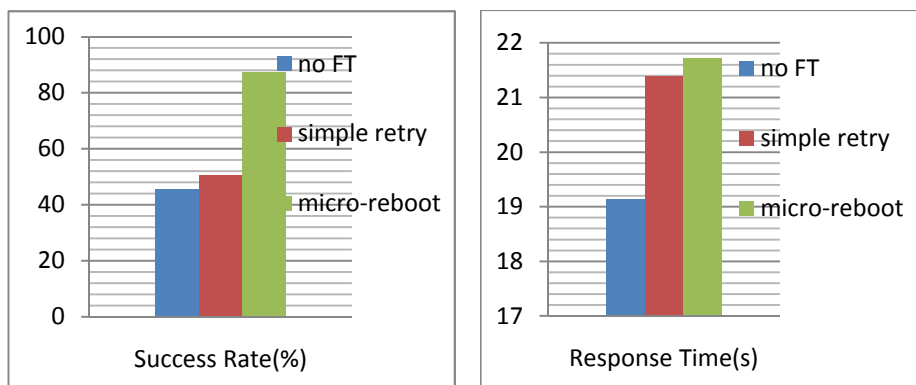 100
80
60
40
20
0
no FT
simple retry
micro-reboot
Success Rate(%)
22
21
20
19
18
17
no FT
simple retry
micro-reboot
Response Time(s)